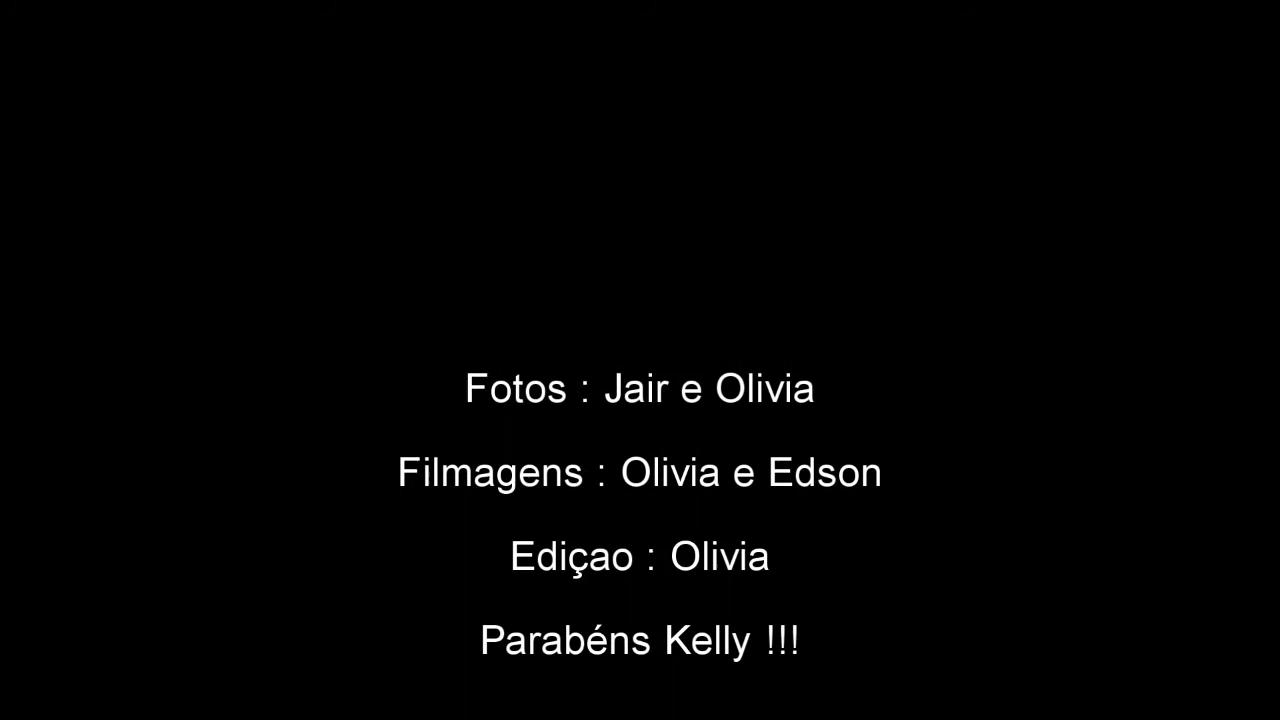 Fotos : Jair e Olivia
Filmagens : Olivia e Edson
Ediçao : Olivia
Parabéns Kelly !!!